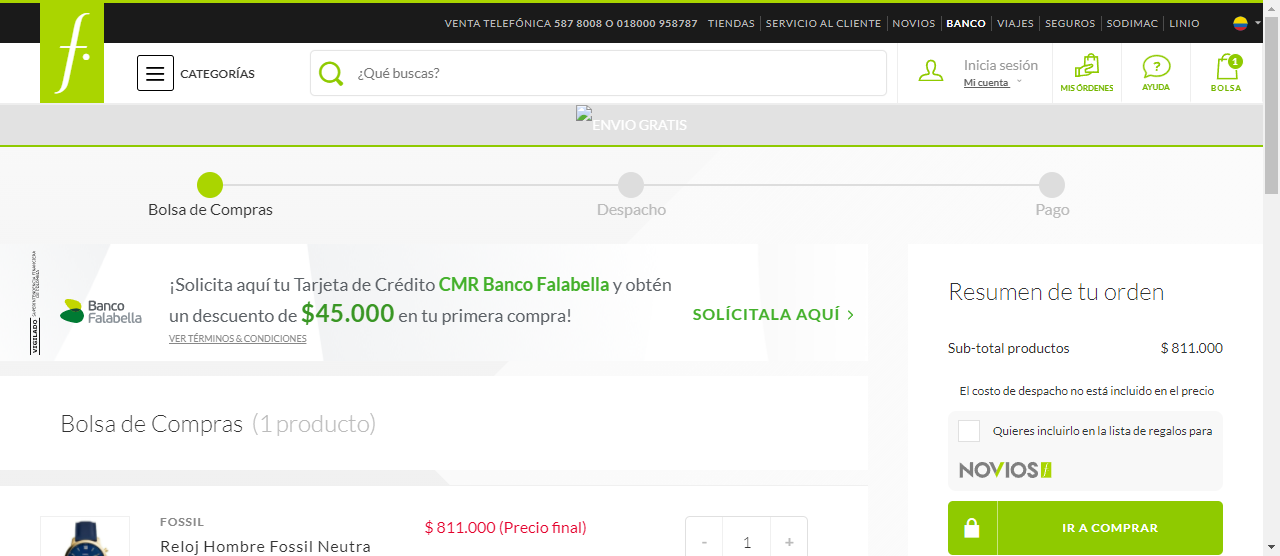 VENTA TELEFÓNICA 587 8008 O 018000 958787 TIENDAS SERVICIO AL CLIENTE NOVIOS BANCO VIAJES SEGUROS SODIMAC LINIO
f.
CATEGORÍAS
¿Qué buscas?
Inicia sesión
Mi cuenta
MIS ÓRDENES
?
AYUDA
1
BOLSA
ENVIO GRATIS
Bolsa de Compras
Despacho
Pago
VIGILADO
Banco
Falabella
¡Solicita aquí tu Tarjeta de Crédito CMR Banco Falabella y obtén
un descuento de $45.000 en tu primera compra!
VER TÉRMINOS & CONDICIONES
SOLÍCITALA AQUÍ
Bolsa de Compras (1 producto)
FOSSIL
Reloj Hombre Fossil Neutra
$ 811.000 (Precio final)
- 1 +
Resumen de tu orden
Sub-total productos $ 811.000
El costo de despacho no está incluido en el precio
Quieres incluirlo en la lista de regalos para
NOVIOS f
IR A COMPRAR